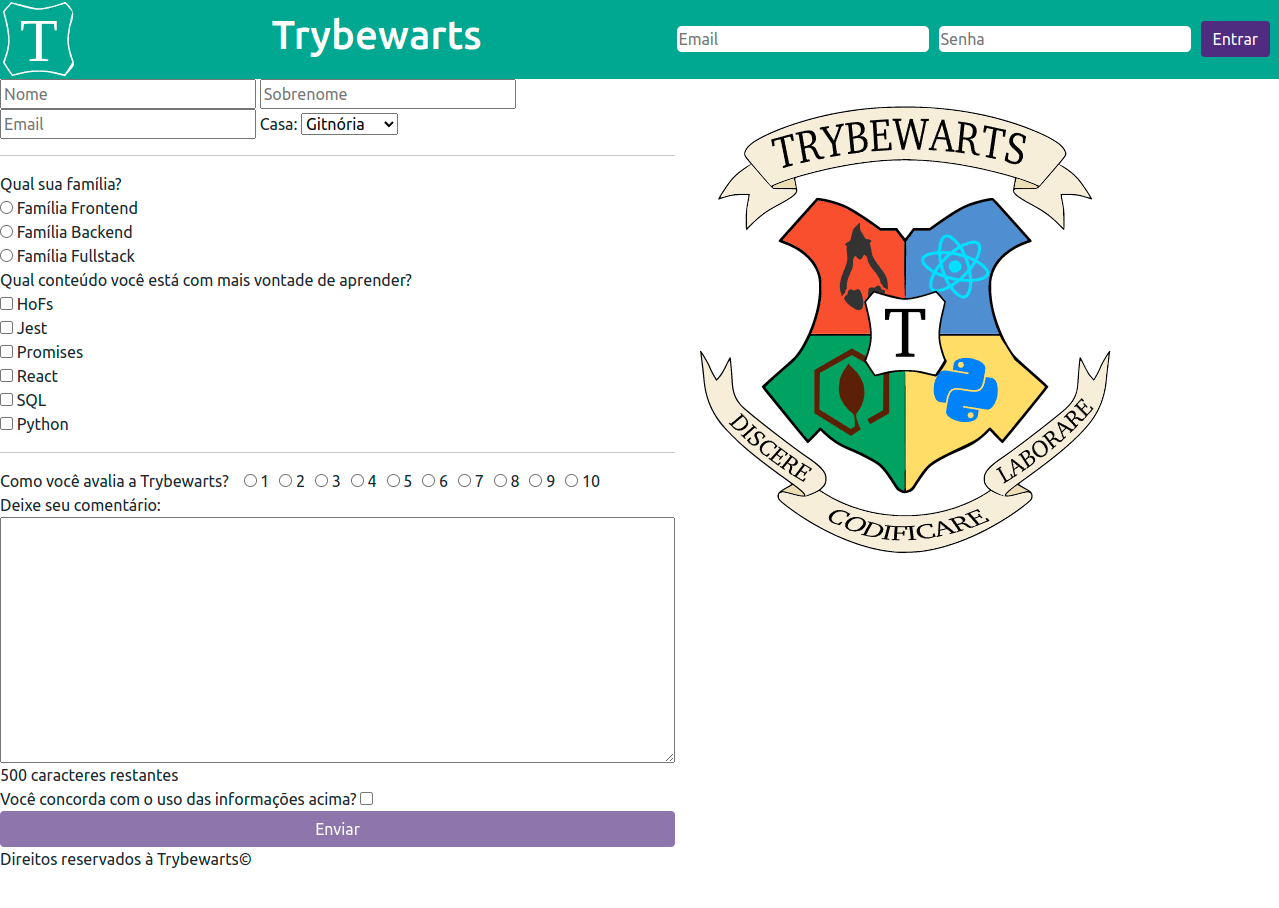 T
Trybewarts
Email Senha Entrar
Nome Sobrenome
Email Casa: Gitnória
Qual sua família?
Família Frontend
Família Backend
Família Fullstack
Qual conteúdo você está com mais vontade de aprender?
HoFs
Jest
Promises
React
SQL
Python
Como você avalia a Trybewarts? 1 2 3 4 5 6 7 8 9 10
Deixe seu comentário:
500 caracteres restantes
Você concorda com o uso das informações acima?
Enviar
Direitos reservados à Trybewarts©
TRYBEWARTS
T
DISCERE
CODIFICARE
LABORARE